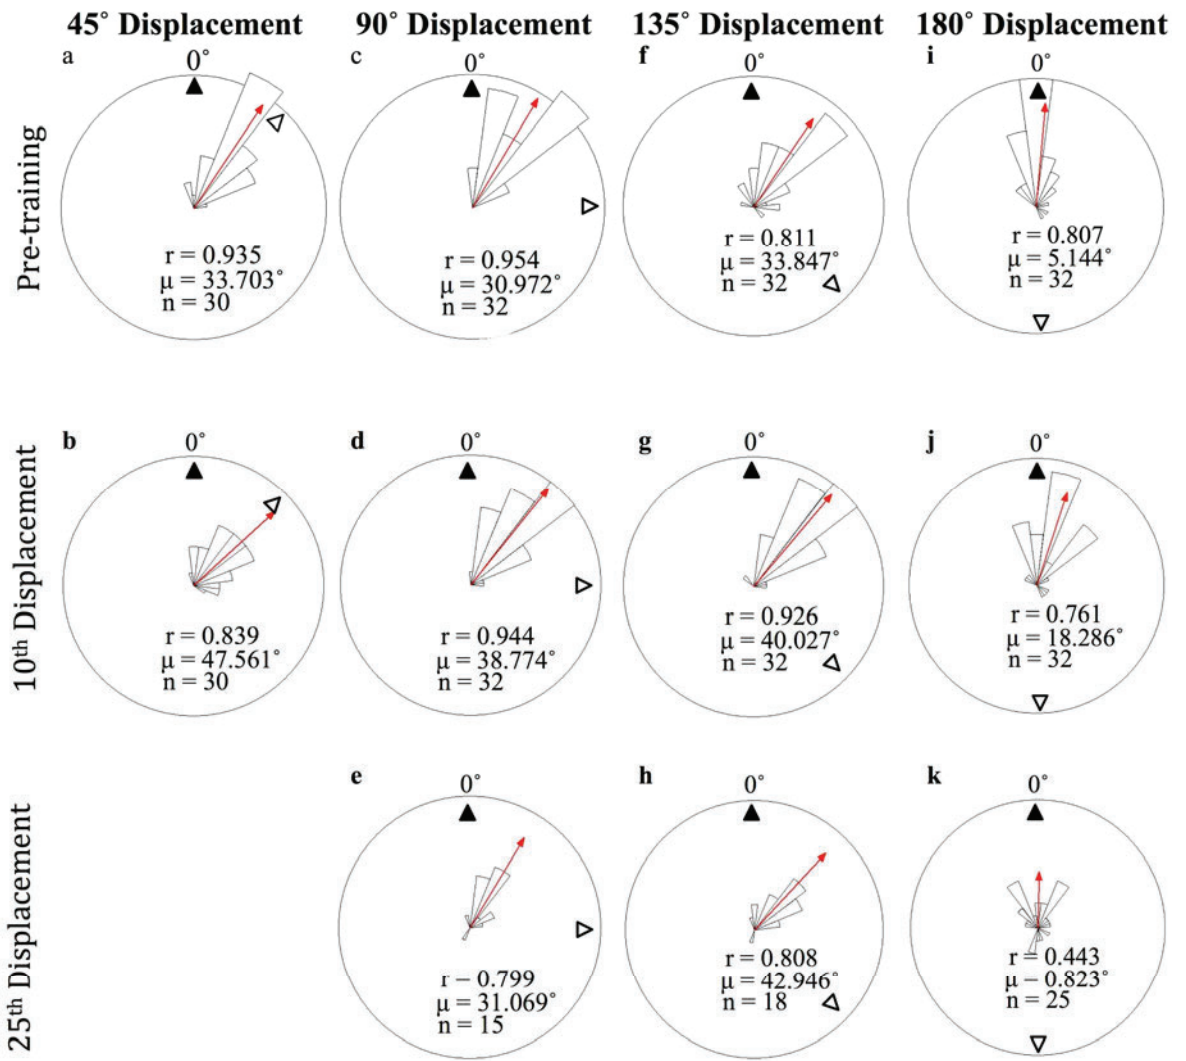 45˚ Displacement 90˚ Displacement 135˚ Displacement 180˚ Displacement
a c f i
0˚ 0˚ 0˚ 0˚
Pre-training
r = 0.935
μ = 33.703˚
n = 30
r = 0.954
μ = 30.972˚
n = 32
r = 0.811
μ = 33.847˚
n = 32
r = 0.807
μ = 5.144˚
n = 32
b d g j
0˚ 0˚ 0˚ 0˚
10th Displacement
r = 0.839
μ = 47.561˚
n = 30
r = 0.944
μ = 38.774˚
n = 32
r = 0.926
μ = 40.027˚
n = 32
r = 0.761
μ = 18.286˚
n = 32
e h k
0˚ 0˚ 0˚
25th Displacement
r − 0.799
μ = 31.069˚
n = 15
r = 0.808
μ = 42.946˚
n = 18
r = 0.443
μ − 0.823˚
n = 25